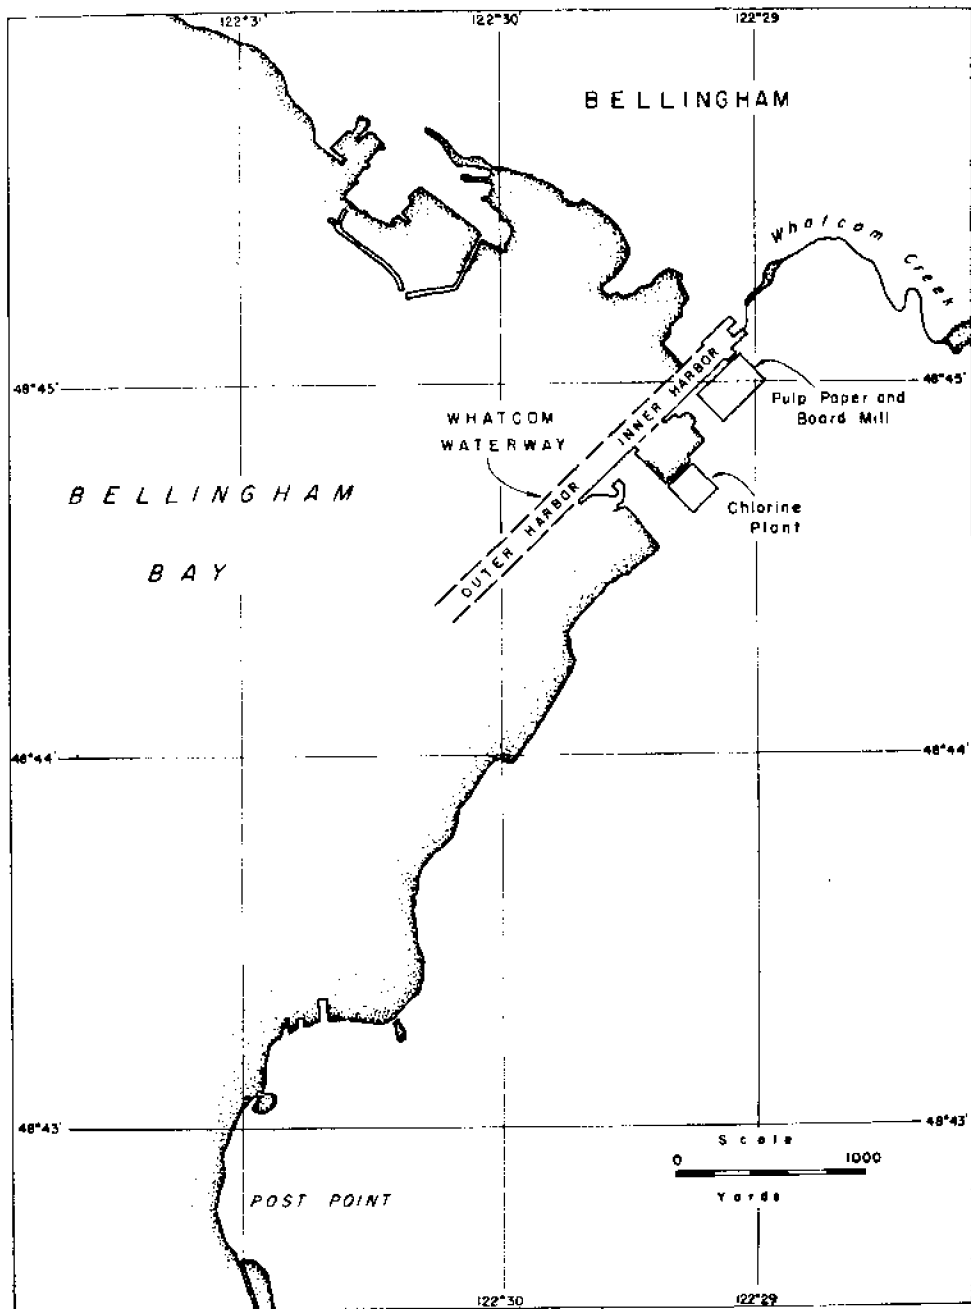 122°31' 122°30 122°29
BELLINGHAM
Whatcom
Creek
48°45' 48°45'
INNER HARBOR
Pulp Paper and
Board Mill
WHATCOM
WATERWAY
BELLINGHAM
BAY
OUTER HARBOR
Chlorine
Plant
48°44' 48°44'
48°43' 48°43'
Scale
0 1000
Yards
POST POINT
122°30 122°29